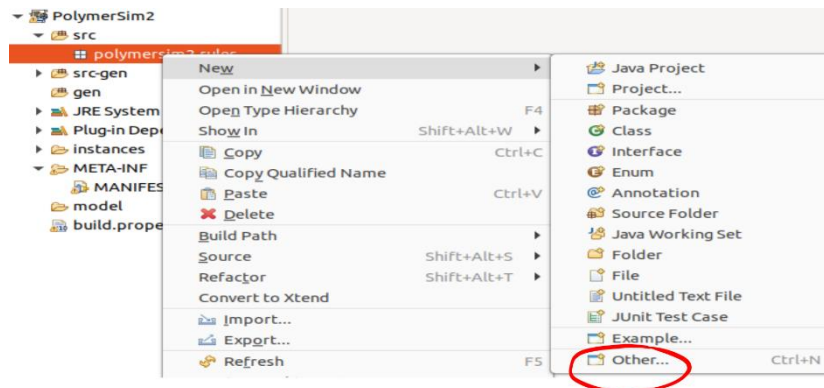 PolymerSim2
src
polymersim2.rules
src-gen
gen
JRE System
Plug-in Depe
instances
META-INF
MANIFES
model
build.prope
New
Open in New Window
Open Type Hierarchy F4
Show In Shift+Alt+W
Copy Ctrl+C
Copy Qualified Name
Paste Ctrl+V
Delete
Build Path
Source Shift+Alt+S
Refactor Shift+Alt+T
Convert to Xtend
Import...
Export...
Refresh F5
Java Project
Project...
Package
Class
Interface
Enum
Annotation
Source Folder
Java Working Set
Folder
File
Untitled Text File
JUnit Test Case
Example...
Other... Ctrl+N